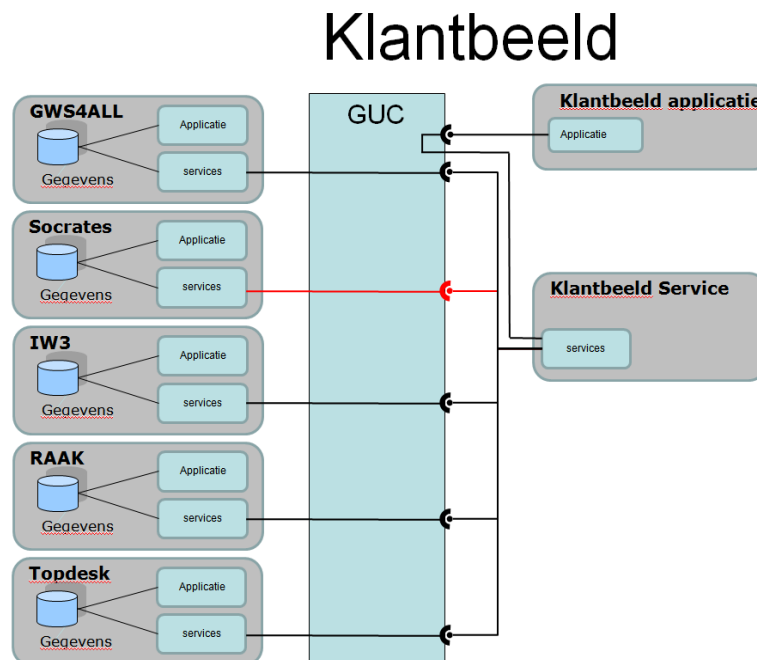 Klantbeeld
GWS4ALL
Applicatie
services
Gegevens
Socrates
Applicatie
services
Gegevens
IW3
Applicatie
services
Gegevens
RAAK
Applicatie
services
Gegevens
Topdesk
Applicatie
services
Gegevens
GUC
Klantbeeld applicatie
Applicatie
Klantbeeld Service
services